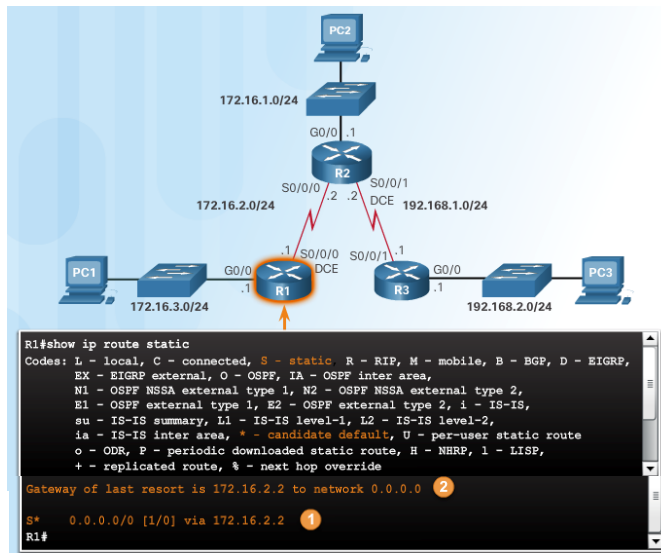 PC2
172.16.1.0/24
G0/0 .1
R2
S0/0/0 S0/0/1
172.16.2.0/24 .2 .2 DCE 192.168.1.0/24
.1 S0/0/0 S0/0/1 .1
PC1 G0/0 DCE G0/0 PC3
.1 R1 R3 .1
172.16.3.0/24 192.168.2.0/24
R1#show ip route static
Codes: L - local, C - connected, S - static, R - RIP, M - mobile, B - BGP, D - EIGRP,
EX - EIGRP external, O - OSPF, IA - OSPF inter area,
N1 - OSPF NSSA external type 1, N2 - OSPF NSSA external type 2,
E1 - OSPF external type 1, E2 - OSPF external type 2, i - IS-IS,
su - IS-IS summary, L1 - IS-IS level-1, L2 - IS-IS level-2,
ia - IS-IS inter area, * - candidate default, U - per-user static route
o - ODR, P - periodic downloaded static route, H - NHRP, l - LISP,
+ - replicated route, % - next hop override
Gateway of last resort is 172.16.2.2 to network 0.0.0.0 2
S* 0.0.0.0/0 [1/0] via 172.16.2.2 1
R1#